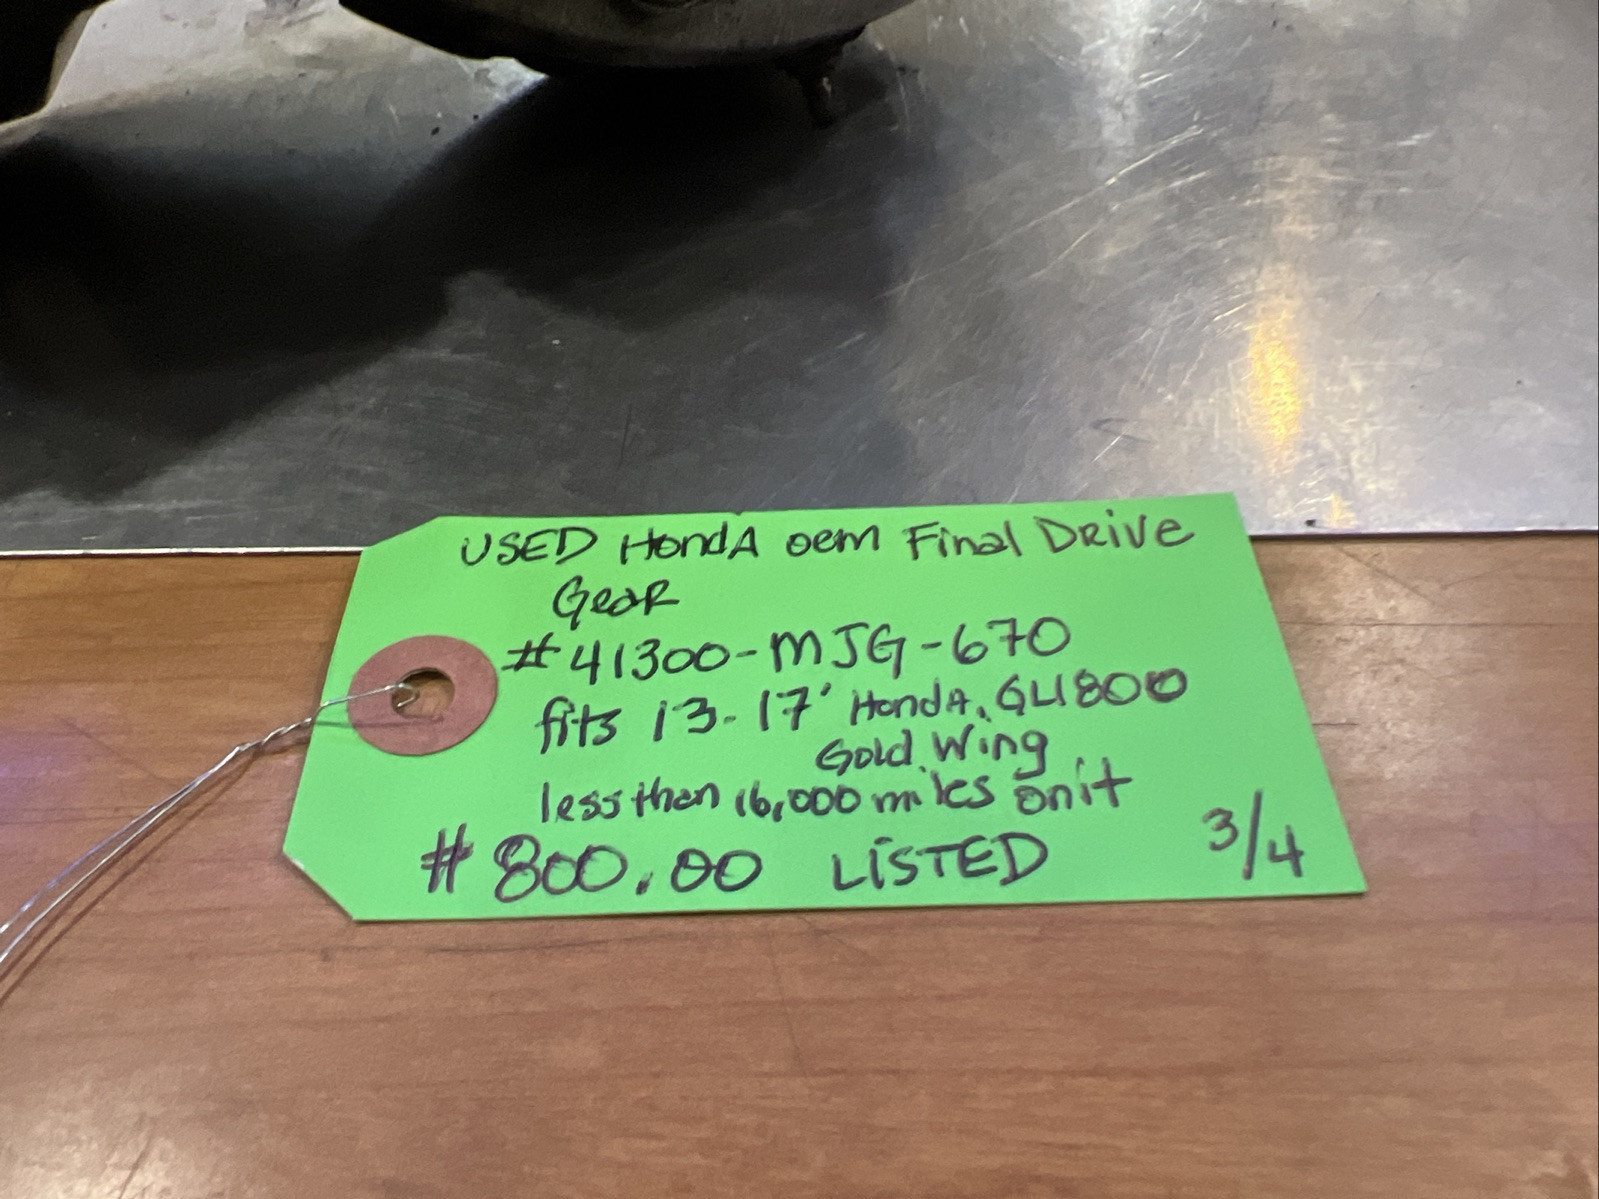 USED HondA oem Final DRive
GeaR
#41300-MJG-670
fits 13-17' HondA GL1800
Gold Wing
less than 16,000 miles on it
# 800.00 LiSTED 3/4